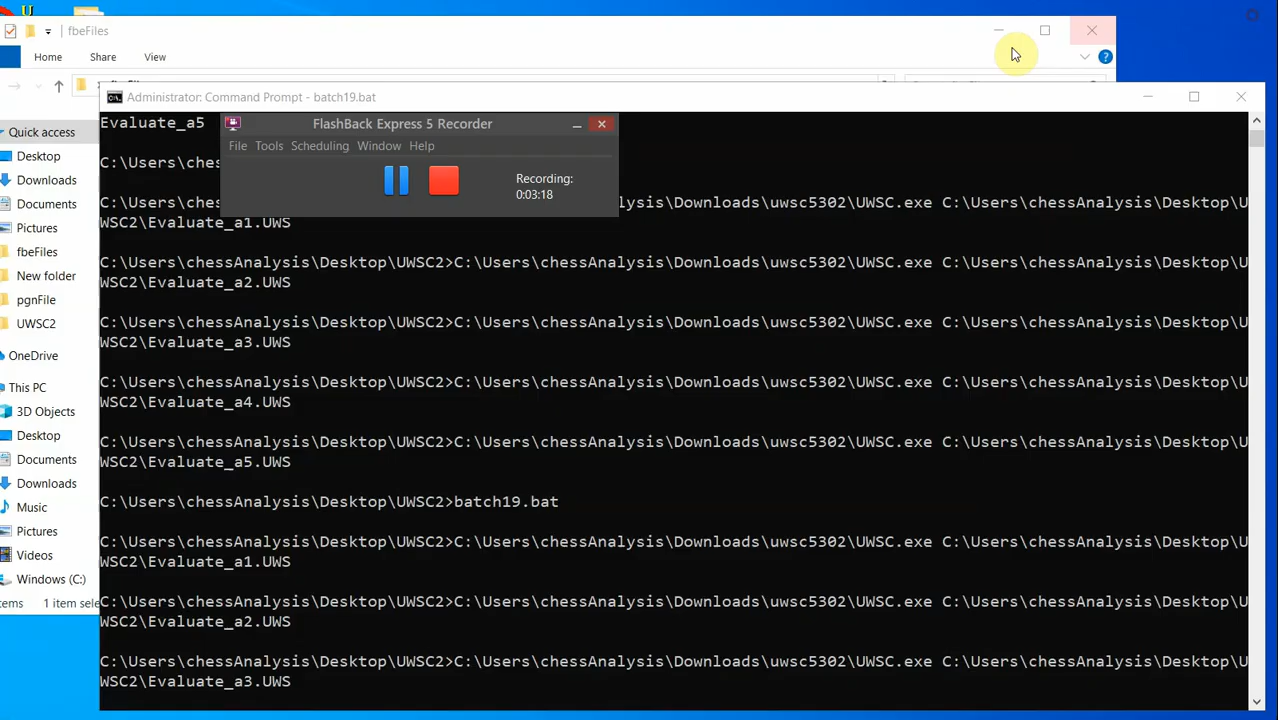 fbeFiles
Home Share View
Administrator: Command Prompt - batch19.bat
Evaluate_a5
FlashBack Express 5 Recorder
File Tools Scheduling Window Help
Recording:
0:03:18
C:\Users\ches
C:\Users\ches
lysis\Downloads\uwsc5302\UWSC.exe C:\Users\chessAnalysis\Desktop\U
WSC2\Evaluate_a1.UWS
C:\Users\chessAnalysis\Desktop\UWSC2>C:\Users\chessAnalysis\Downloads\uwsc5302\UWSC.exe C:\Users\chessAnalysis\Desktop\U
WSC2\Evaluate_a2.UWS
C:\Users\chessAnalysis\Desktop\UWSC2>C:\Users\chessAnalysis\Downloads\uwsc5302\UWSC.exe C:\Users\chessAnalysis\Desktop\U
WSC2\Evaluate_a3.UWS
C:\Users\chessAnalysis\Desktop\UWSC2>C:\Users\chessAnalysis\Downloads\uwsc5302\UWSC.exe C:\Users\chessAnalysis\Desktop\U
WSC2\Evaluate_a4.UWS
C:\Users\chessAnalysis\Desktop\UWSC2>C:\Users\chessAnalysis\Downloads\uwsc5302\UWSC.exe C:\Users\chessAnalysis\Desktop\U
WSC2\Evaluate_a5.UWS
C:\Users\chessAnalysis\Desktop\UWSC2>batch19.bat
C:\Users\chessAnalysis\Desktop\UWSC2>C:\Users\chessAnalysis\Downloads\uwsc5302\UWSC.exe C:\Users\chessAnalysis\Desktop\U
WSC2\Evaluate_a1.UWS
C:\Users\chessAnalysis\Desktop\UWSC2>C:\Users\chessAnalysis\Downloads\uwsc5302\UWSC.exe C:\Users\chessAnalysis\Desktop\U
WSC2\Evaluate_a2.UWS
C:\Users\chessAnalysis\Desktop\UWSC2>C:\Users\chessAnalysis\Downloads\uwsc5302\UWSC.exe C:\Users\chessAnalysis\Desktop\U
WSC2\Evaluate_a3.UWS
Quick access
Desktop
Downloads
Documents
Pictures
fbeFiles
New folder
pgnFile
UWSC2
OneDrive
This PC
3D Objects
Desktop
Documents
Downloads
Music
Pictures
Videos
Windows (C:)
tems 1 item sele